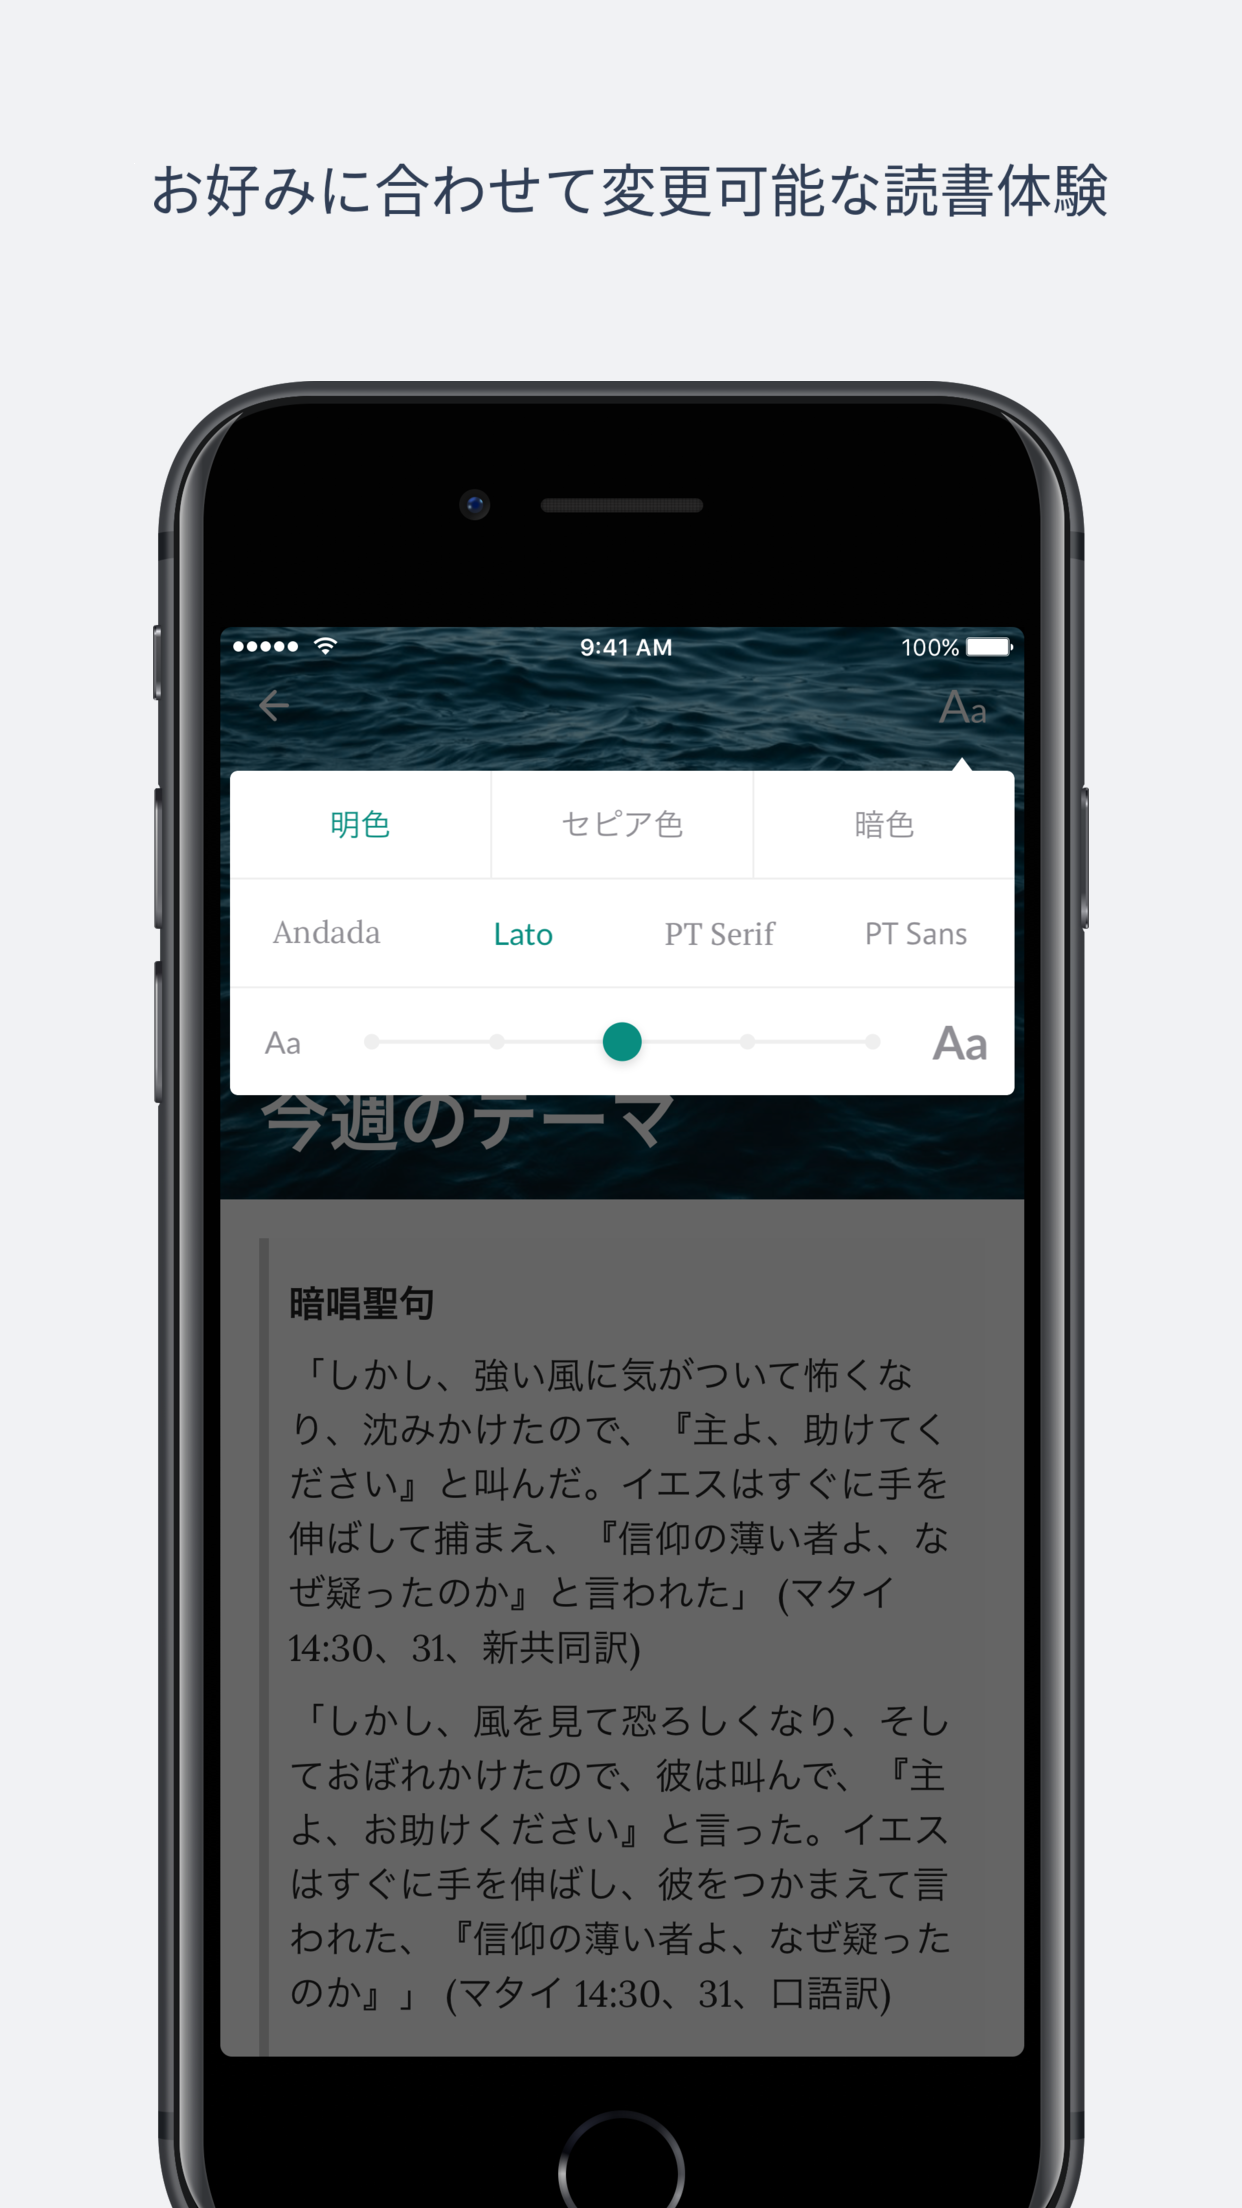 お好みに合わせて変更可能な読書体験
9:41 AM
100%
Aa
明色 セピア色 暗色
Andada Lato PT Serif PT Sans
Aa Aa
今週のテーマ
暗唱聖句
「しかし、強い風に気がついて怖くな
り、沈みかけたので、『主よ、助けてく
ださい』と叫んだ。イエスはすぐに手を
伸ばして捕まえ、『信仰の薄い者よ、な
ぜ疑ったのか』と言われた」 (マタイ
14:30、31、新共同訳)
「しかし、風を見て恐ろしくなり、そし
ておぼれかけたので、彼は叫んで、『主
よ、お助けください』と言った。イエス
はすぐに手を伸ばし、彼をつかまえて言
われた、『信仰の薄い者よ、なぜ疑った
のか』」 (マタイ 14:30、31、口語訳)